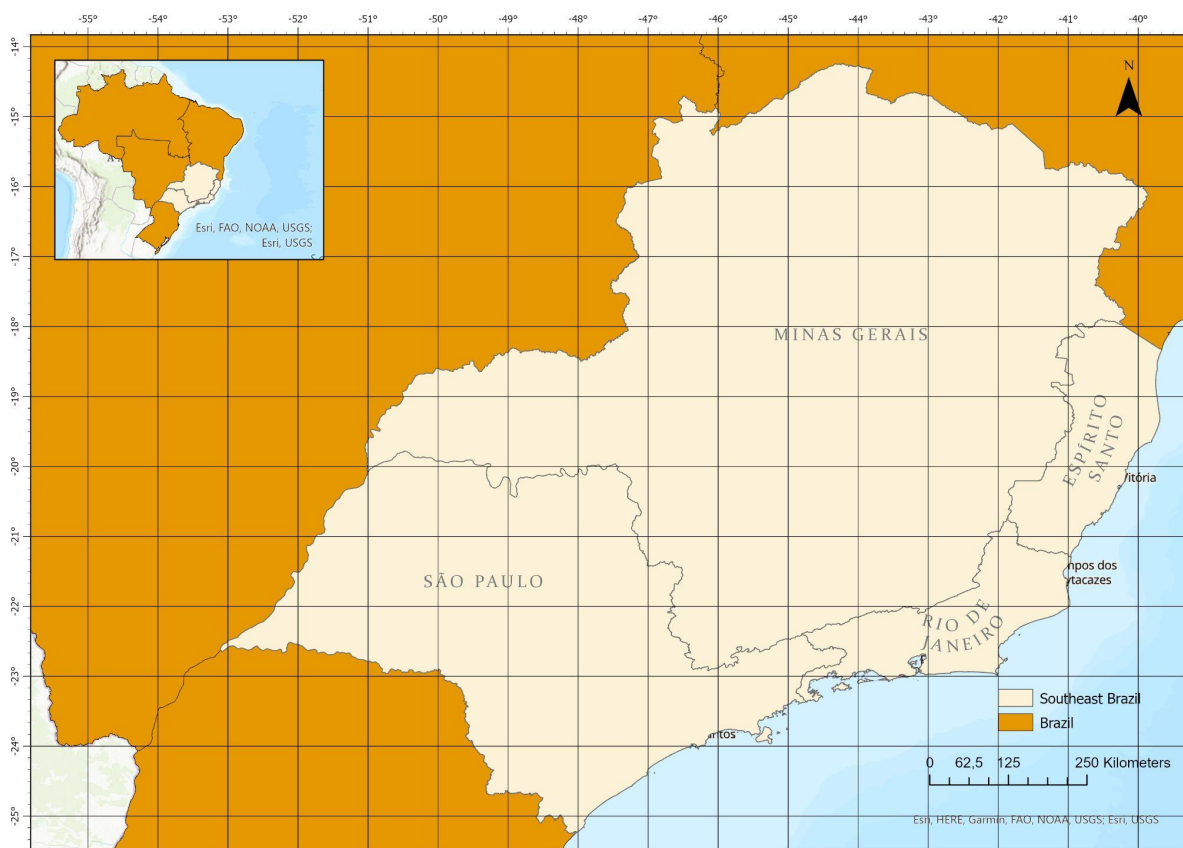 -55° -54° -53° -52° -51° -50° -49° -48° -47° -46° -45° -44° -43° -42° -41° -40°
-14°
-15°
-16°
-17°
-18°
-19°
-20°
-21°
-22°
-23°
-24°
-25°
N
Esri, FAO, NOAA, USGS;
Esri, USGS
MINAS GERAIS
ESPÍRITO
SANTO
itória
SÃO PAULO
npos dos
tacazes
RIO DE
JANEIRO
ntos
Southeast Brazil
Brazil
0 62,5 125 250 Kilometers
Esri, HERE, Garmin, FAO, NOAA, USGS; Esri, USGS